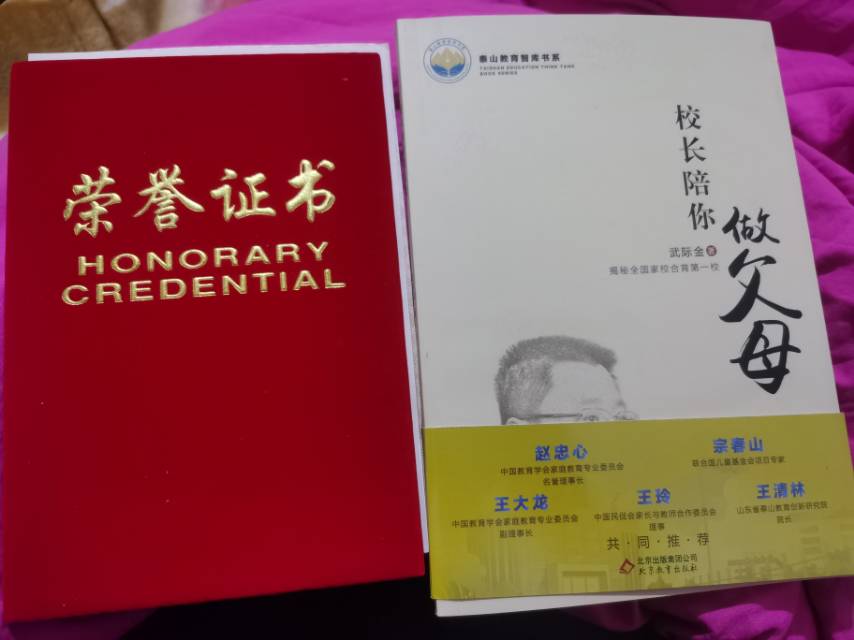 荣誉证书
HONORARY
CREDENTIAL
泰山教育智库书系
TAISHAN EDUCATION THINK TANK
BOOK SERIES
校长陪你
做父母
武际金 著
揭秘全国家校合育第一校
赵忠心
中国教育学会家庭教育专业委员会
名誉理事长
宗春山
联合国儿童基金会项目专家
王大龙
中国教育学会家庭教育专业委员会
副理事长
王玲
中国民促会家长与教师合作委员会
理事
王清林
山东省泰山教育创新研究院
院长
共·同·推·荐
北京出版集团公司
北京教育出版社